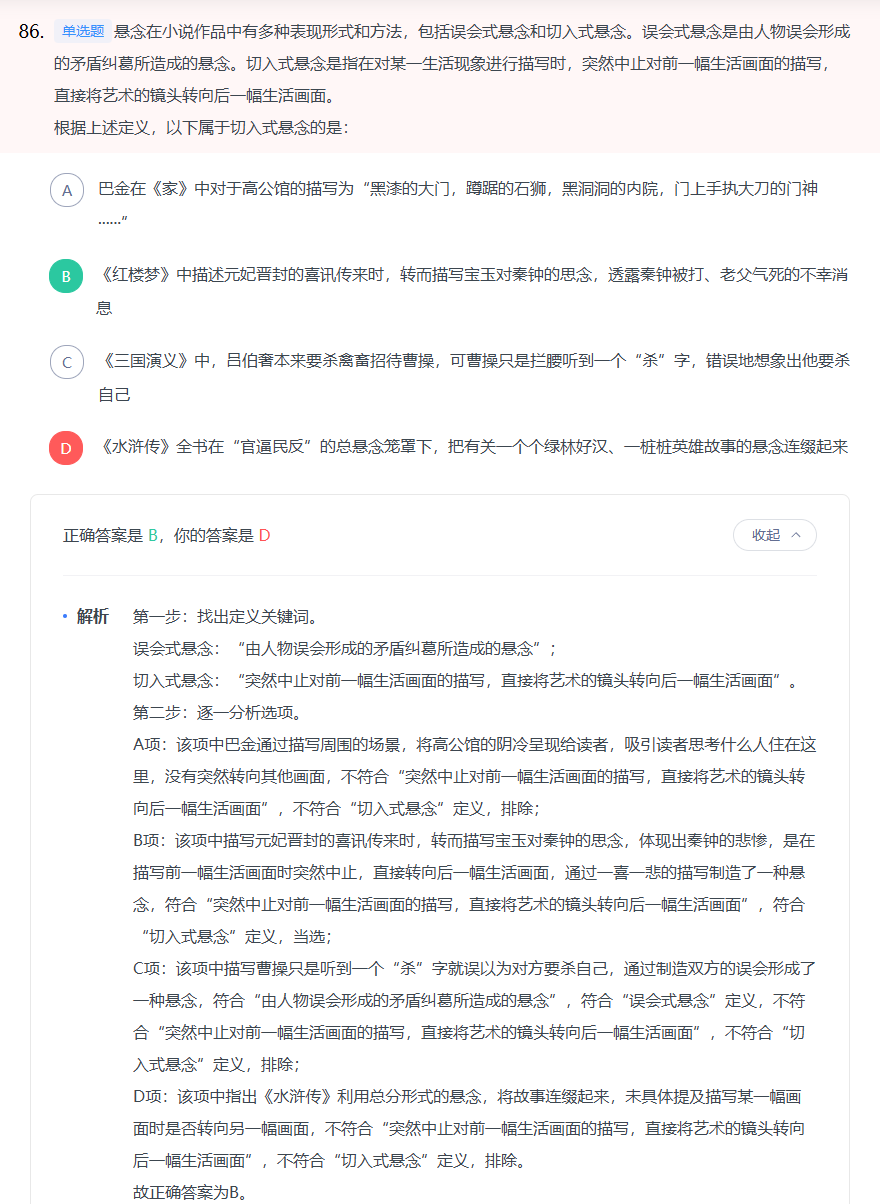 86. 单选题 悬念在小说作品中有多种表现形式和方法，包括误会式悬念和切入式悬念。误会式悬念是由人物误会形成
的矛盾纠葛所造成的悬念。切入式悬念是指在对某一生活现象进行描写时，突然中止对前一幅生活画面的描写，
直接将艺术的镜头转向后一幅生活画面。
根据上述定义，以下属于切入式悬念的是：
A 巴金在《家》中对于高公馆的描写为“黑漆的大门，蹲踞的石狮，黑洞洞的内院，门上手执大刀的门神
……”
B 《红楼梦》中描述元妃晋封的喜讯传来时，转而描写宝玉对秦钟的思念，透露秦钟被打、老父气死的不幸消
息
C 《三国演义》中，吕伯奢本来要杀禽畜招待曹操，可曹操只是拦腰听到一个“杀”字，错误地想象出他要杀
自己
D 《水浒传》全书在“官逼民反”的总悬念笼罩下，把有关一个个绿林好汉、一桩桩英雄故事的悬念连缀起来
正确答案是 B，你的答案是 D 收起
解析 第一步：找出定义关键词。
误会式悬念：“由人物误会形成的矛盾纠葛所造成的悬念”；
切入式悬念：“突然中止对前一幅生活画面的描写，直接将艺术的镜头转向后一幅生活画面”。
第二步：逐一分析选项。
A项：该项中巴金通过描写周围的场景，将高公馆的阴冷呈现给读者，吸引读者思考什么人住在这
里，没有突然转向其他画面，不符合“突然中止对前一幅生活画面的描写，直接将艺术的镜头转
向后一幅生活画面”，不符合“切入式悬念”定义，排除；
B项：该项中描写元妃晋封的喜讯传来时，转而描写宝玉对秦钟的思念，体现出秦钟的悲惨，是在
描写前一幅生活画面时突然中止，直接转向后一幅生活画面，通过一喜一悲的描写制造了一种悬
念，符合“突然中止对前一幅生活画面的描写，直接将艺术的镜头转向后一幅生活画面”，符合
“切入式悬念”定义，当选；
C项：该项中描写曹操只是听到一个“杀”字就误以为对方要杀自己，通过制造双方的误会形成了
一种悬念，符合“由人物误会形成的矛盾纠葛所造成的悬念”，符合“误会式悬念”定义，不符
合“突然中止对前一幅生活画面的描写，直接将艺术的镜头转向后一幅生活画面”，不符合“切
入式悬念”定义，排除；
D项：该项中指出《水浒传》利用总分形式的悬念，将故事连缀起来，未具体提及描写某一幅画
面时是否转向另一幅画面，不符合“突然中止对前一幅生活画面的描写，直接将艺术的镜头转向
后一幅生活画面”，不符合“切入式悬念”定义，排除。
故正确答案为B。